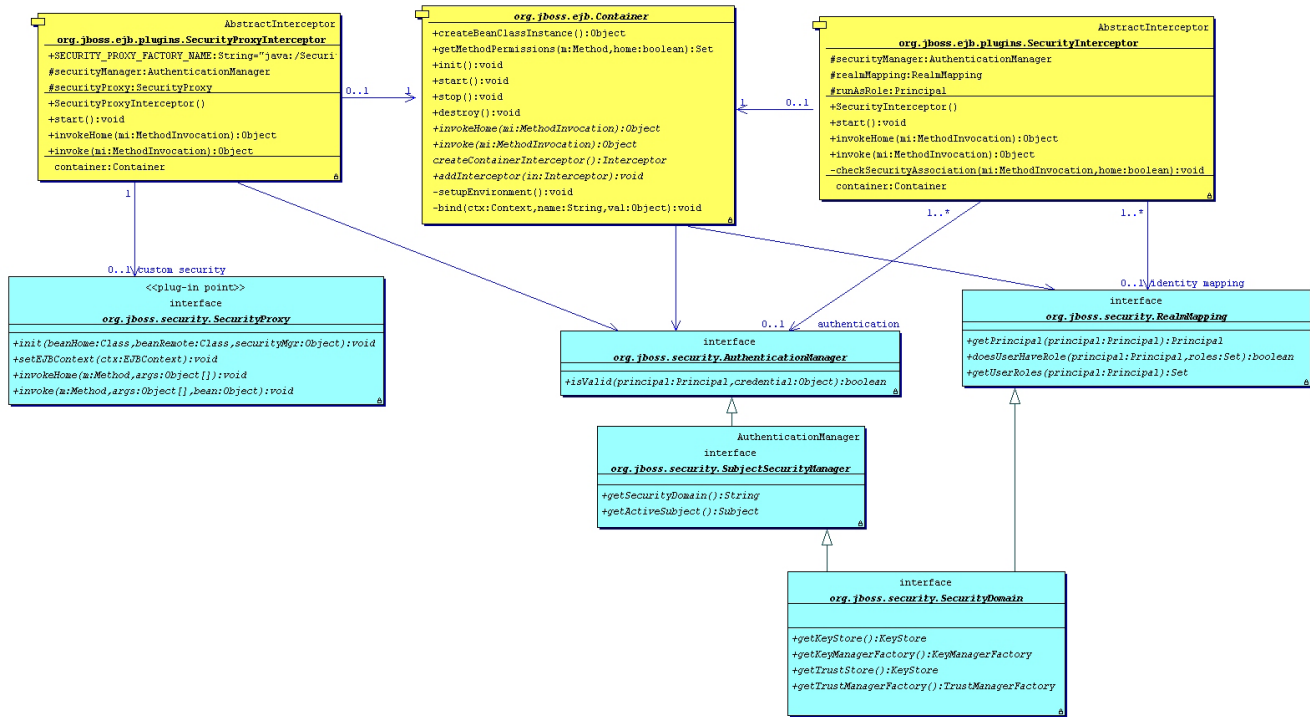 AbstractInterceptor
org.jboss.ejb.plugins.SecurityProxyInterceptor
+SECURITY_PROXY_FACTORY_NAME:String="java:/Securi
#securityManager:AuthenticationManager
#securityProxy:SecurityProxy
+SecurityProxyInterceptor()
+start():void
+invokeHome(mi:MethodInvocation):Object
+invoke(mi:MethodInvocation):Object
container:Container
0..1
1
org.jboss.ejb.Container
+createBeanClassInstance():Object
+getMethodPermissions(m:Method,home:boolean):Set
+init():void
+start():void
+stop():void
+destroy():void
+invokeHome(mi:MethodInvocation):Object
+invoke(mi:MethodInvocation):Object
createContainerInterceptor():Interceptor
+addInterceptor(in:Interceptor):void
-setupEnvironment():void
-bind(ctx:Context,name:String,val:Object):void
1
0..1
AbstractInterceptor
org.jboss.ejb.plugins.SecurityInterceptor
#securityManager:AuthenticationManager
#realmMapping:RealmMapping
#runAsRole:Principal
+SecurityInterceptor()
+start():void
+invokeHome(mi:MethodInvocation):Object
+invoke(mi:MethodInvocation):Object
-checkSecurityAssociation(mi:MethodInvocation,home:boolean):void
container:Container
1
1..*
1..*
0..1 custom security
<<plug-in point>>
interface
org.jboss.security.SecurityProxy
+init(beanHome:Class,beanRemote:Class,securityMgr:Object):void
+setEJBContext(ctx:EJBContext):void
+invokeHome(m:Method,args:Object[]):void
+invoke(m:Method,args:Object[],bean:Object):void
0..1
authentication
interface
org.jboss.security.AuthenticationManager
+isValid(principal:Principal,credential:Object):boolean
0..1 identity mapping
interface
org.jboss.security.RealmMapping
+getPrincipal(principal:Principal):Principal
+doesUserHaveRole(principal:Principal,roles:Set):boolean
+getUserRoles(principal:Principal):Set
AuthenticationManager
interface
org.jboss.security.SubjectSecurityManager
+getSecurityDomain():String
+getActiveSubject():Subject
interface
org.jboss.security.SecurityDomain
+getKeyStore():KeyStore
+getKeyManagerFactory():KeyManagerFactory
+getTrustStore():KeyStore
+getTrustManagerFactory():TrustManagerFactory